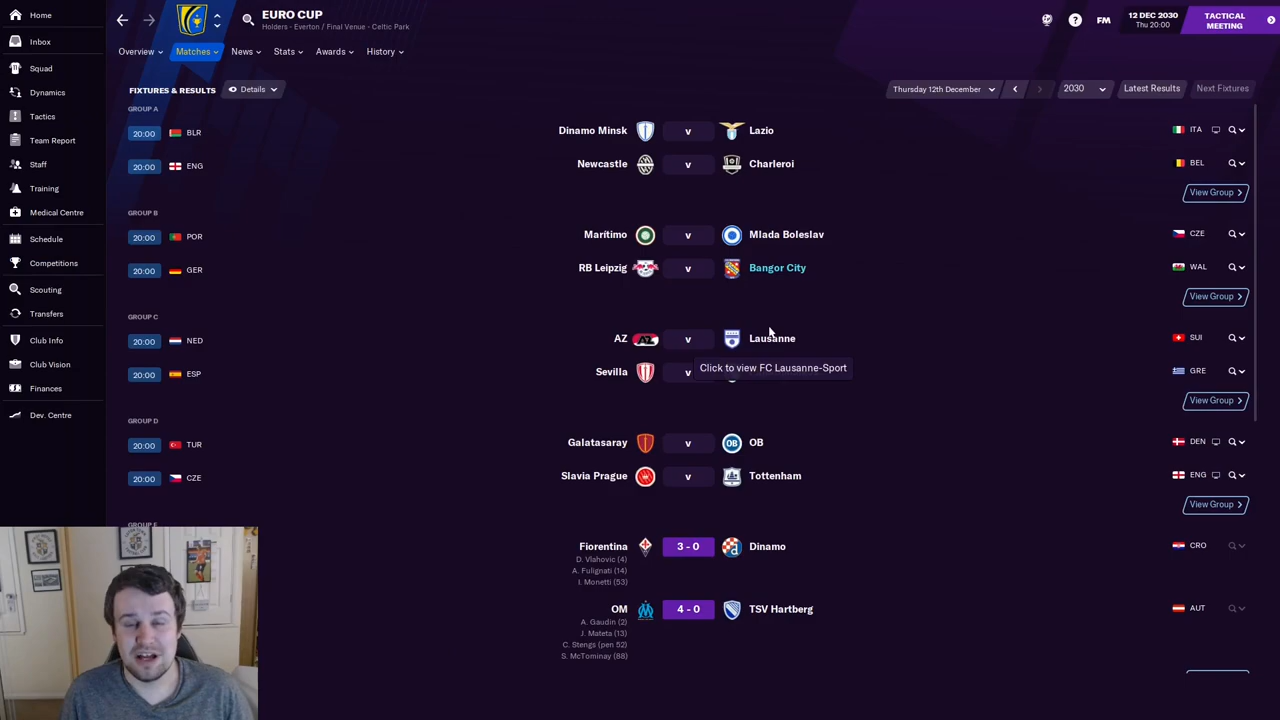 Home
Inbox
Squad
Dynamics
Tactics
Team Report
Staff
Training
Medical Centre
Schedule
Competitions
Scouting
Transfers
Club Info
Club Vision
Finances
Dev. Centre
EURO CUP
Holders - Everton / Final Venue - Celtic Park
FM
12 DEC 2030
Thu 20:00
TACTICAL
MEETING
Overview Matches News Stats Awards History
FIXTURES & RESULTS Details Thursday 12th December 2030 Latest Results Next Fixtures
GROUP A
20:00 BLR Dinamo Minsk v Lazio ITA
20:00 ENG Newcastle v Charleroi BEL
View Group
GROUP B
20:00 POR Marítimo v Mlada Boleslav CZE
20:00 GER RB Leipzig v Bangor City WAL
View Group
GROUP C
20:00 NED AZ v Lausanne SUI
20:00 ESP Sevilla v GRE
Click to view FC Lausanne-Sport
View Group
GROUP D
20:00 TUR Galatasaray v OB OB DEN
20:00 CZE Slavia Prague v Tottenham ENG
View Group
Fiorentina 3 - 0 Dinamo CRO
D. Vlahovic (4)
A. Fulignati (14)
I. Monetti (53)
OM 4 - 0 TSV Hartberg AUT
A. Gaudin (2)
J. Mateta (13)
C. Stengs (pen 52)
S. McTominay (88)